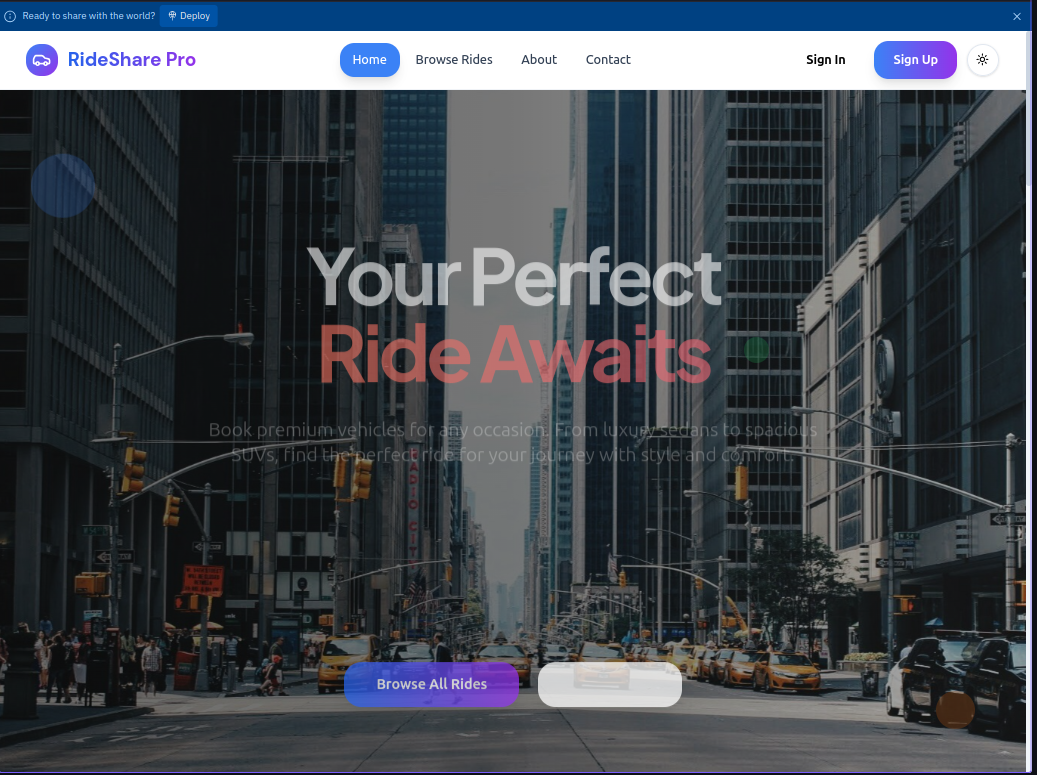 Ready to share with the world? Deploy
RideShare Pro Home Browse Rides About Contact Sign In Sign Up
Your Perfect
Ride Awaits
Book premium vehicles for any occasion. From luxury sedans to spacious
SUVs, find the perfect ride for your journey with style and comfort.
RADIO CITY
Browse All Rides